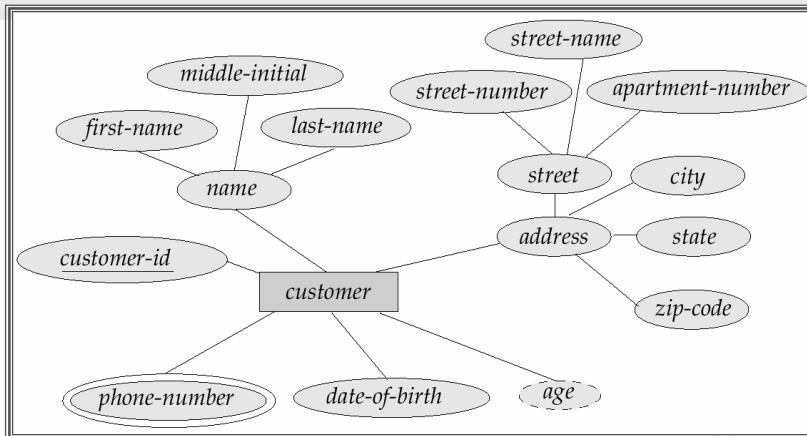 street-name
middle-initial
street-number
apartment-number
first-name
last-name
name
street
city
address
state
customer-id
customer
zip-code
phone-number
date-of-birth
age